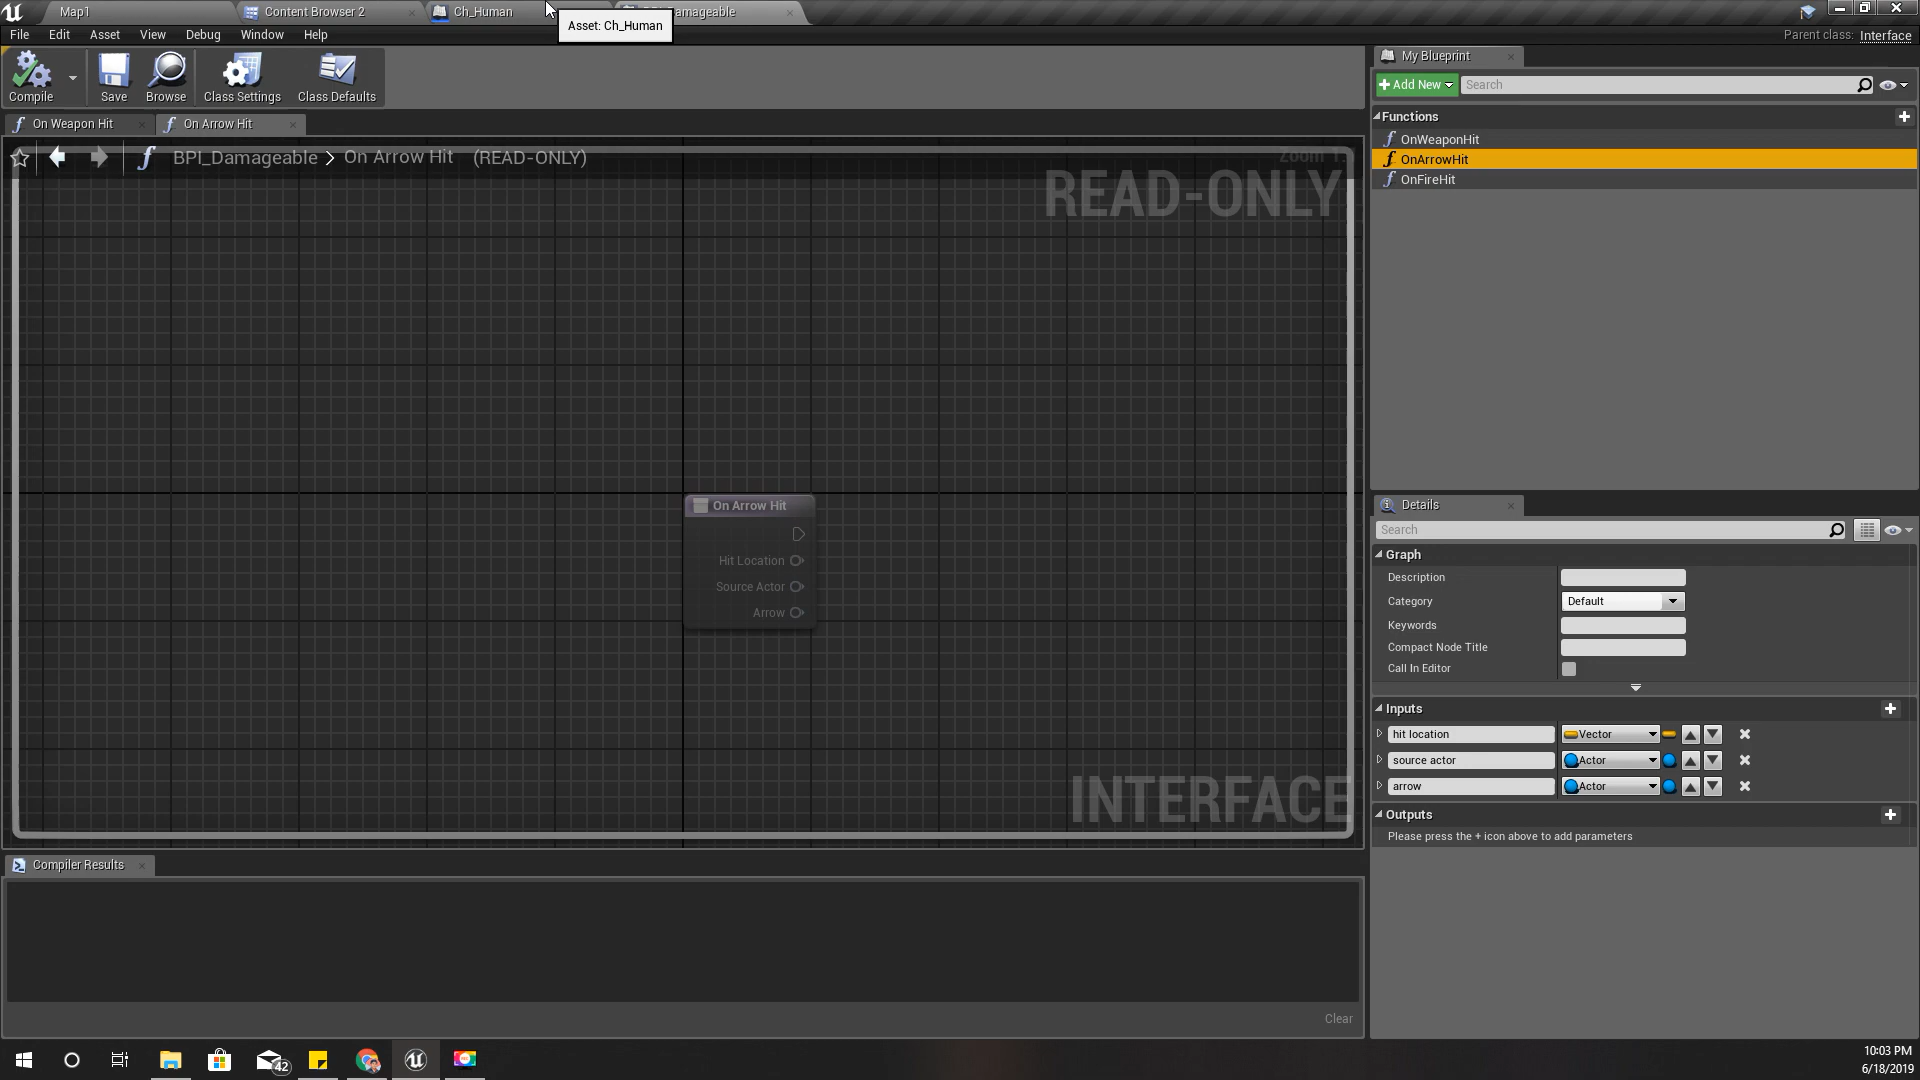 Map1
Content Browser 2
Ch_Human
Damageable
Asset: Ch_Human
File Edit Asset View Debug Window Help
Parent class: Interface
Compile Save Browse Class Settings Class Defaults
My Blueprint
Add New Search
On Weapon Hit
On Arrow Hit
Functions
OnWeaponHit
OnArrowHit
OnFireHit
BPI_Damageable > On Arrow Hit (READ-ONLY)
READ-ONLY
On Arrow Hit
Hit Location
Source Actor
Arrow
INTERFACE
Details
Search
Graph
Description
Category Default
Keywords
Compact Node Title
Call In Editor
Inputs
hit location Vector
source actor Actor
arrow Actor
Outputs
Please press the + icon above to add parameters
Compiler Results
Clear
42
10:03 PM
6/18/2019